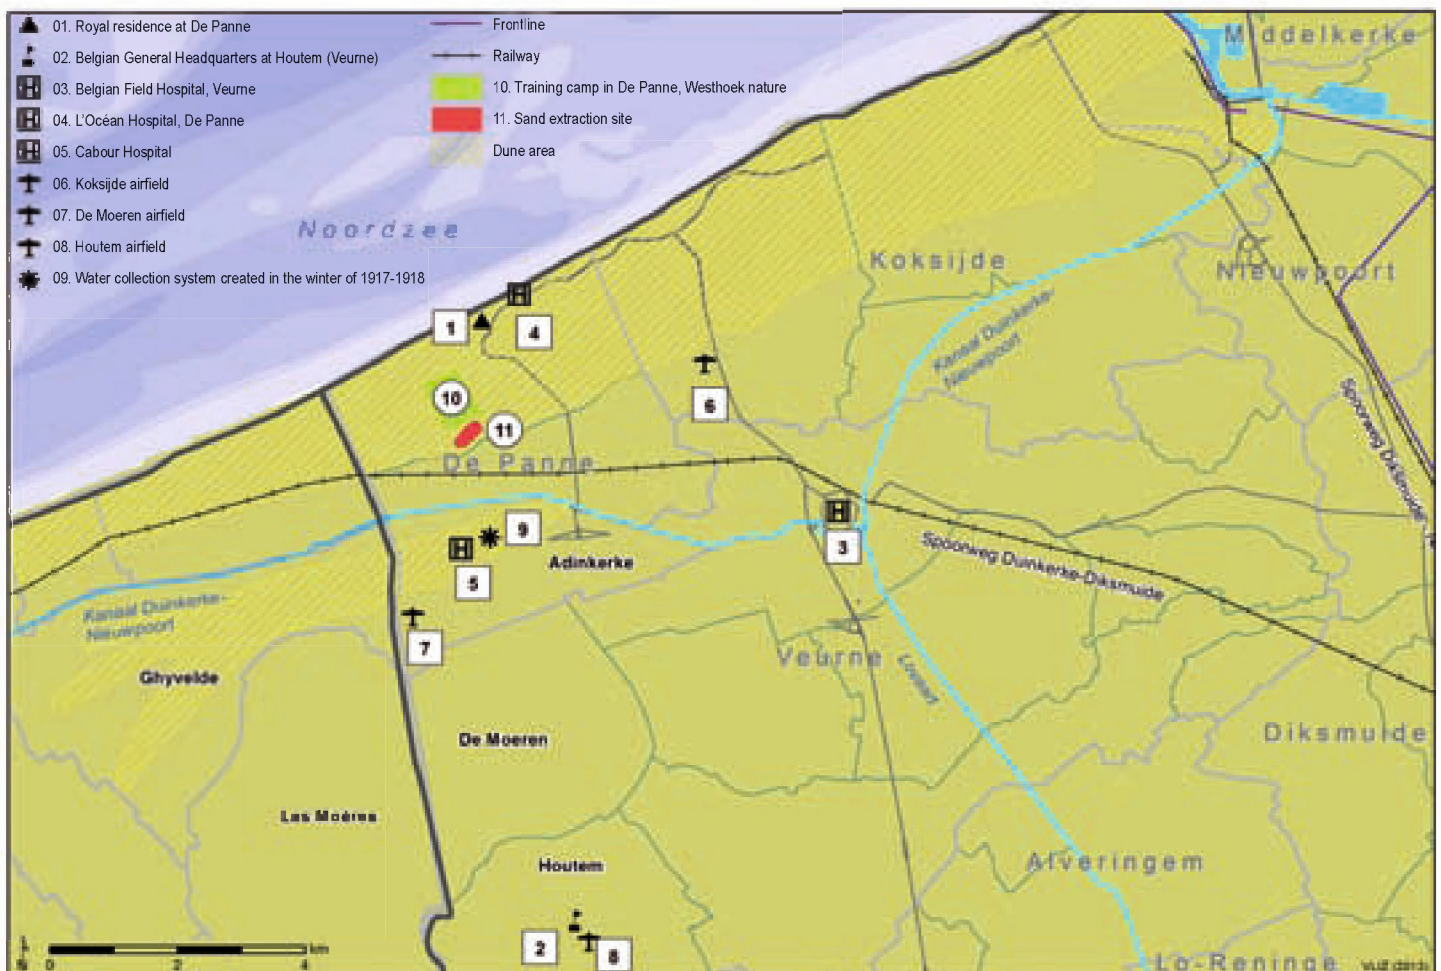 01. Royal residence at De Panne
02. Belgian General Headquarters at Houtem (Veurne)
03. Belgian Field Hospital, Veurne
04. L'Océan Hospital, De Panne
05. Cabour Hospital
06. Koksijde airfield
07. De Moeren airfield
08. Houtem airfield
09. Water collection system created in the winter of 1917-1918
Frontline
Railway
10. Training camp in De Panne, Westhoek nature
11. Sand extraction site
Dune area
Middelkerke
Noordzee
Koksijde
Nieuwpoort
Kanaal Duinkerke-
Nieuwpoort
1
4
6
10
11
De Panne
Spoorweg Diksmuide
9
3
5
Adinkerke
Spoorweg Duinkerke-Diksmuide
Kanaal Duinkerke-
Nieuwpoort
7
Veurne
Ghyvelde
De Moeren
Diksmuide
Les Moëres
Houtem
Alveringem
2
8
Lo-Reninge
km
0
2
4